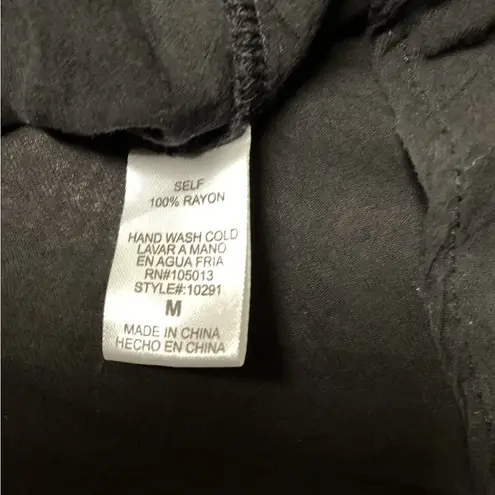 SELF
100% RAYON
HAND WASH COLD
LAVAR A MANO
EN AGUA FRIA
RN#105013
STYLE#:10291
M
MADE IN CHINA
HECHO EN CHINA